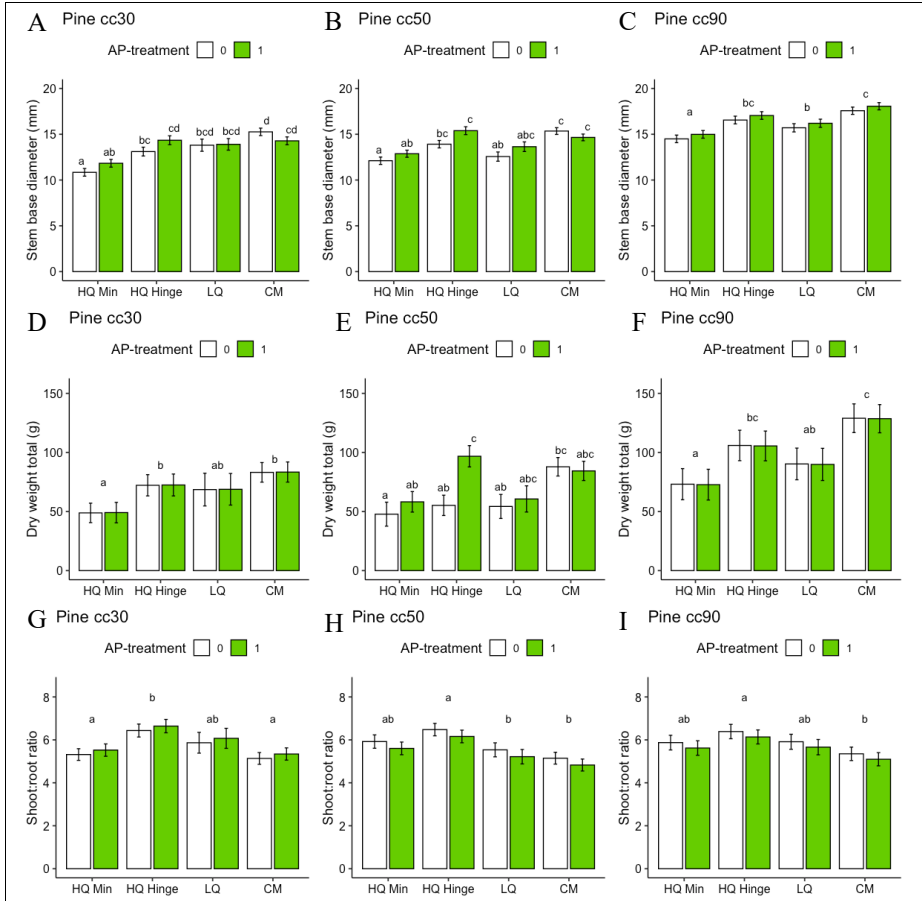 A Pine cc30
AP-treatment 0 1
Stem base diameter (mm)
20
15
10
5
0
a ab bc cd bcd bcd d cd
HQ Min HQ Hinge LQ CM
B Pine cc50
AP-treatment 0 1
Stem base diameter (mm)
20
15
10
5
0
a ab bc c ab abc c c
HQ Min HQ Hinge LQ CM
C Pine cc90
AP-treatment 0 1
Stem base diameter (mm)
20
15
10
5
0
a bc b c
HQ Min HQ Hinge LQ CM
D Pine cc30
AP-treatment 0 1
Dry weight total (g)
150
100
50
0
a b ab b
HQ Min HQ Hinge LQ CM
E Pine cc50
AP-treatment 0 1
Dry weight total (g)
150
100
50
0
a ab ab c ab ab bc abc
HQ Min HQ Hinge LQ CM
F Pine cc90
AP-treatment 0 1
Dry weight total (g)
150
100
50
0
a bc ab c
HQ Min HQ Hinge LQ CM
G Pine cc30
AP-treatment 0 1
Shoot:root ratio
8
6
4
2
0
a b ab a
HQ Min HQ Hinge LQ CM
H Pine cc50
AP-treatment 0 1
Shoot:root ratio
8
6
4
2
0
ab a b b
HQ Min HQ Hinge LQ CM
I Pine cc90
AP-treatment 0 1
Shoot:root ratio
8
6
4
2
0
ab a ab b
HQ Min HQ Hinge LQ CM